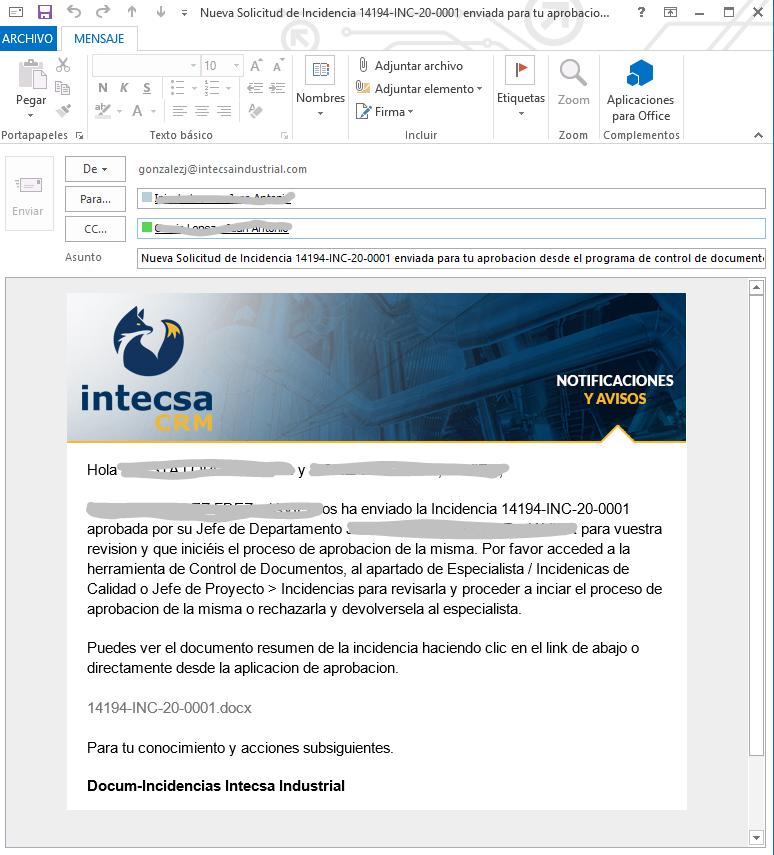 Nueva Solicitud de Incidencia 14194-INC-20-0001 enviada para tu aprobacio...
ARCHIVO MENSAJE
Pegar
Portapapeles
10
N K S
Texto básico
Nombres
Adjuntar archivo
Adjuntar elemento
Firma
Incluir
Etiquetas
Zoom
Zoom
Aplicaciones
para Office
Complementos
Enviar
De gonzalezj@intecsaindustrial.com
Para...
CC...
Asunto Nueva Solicitud de Incidencia 14194-INC-20-0001 enviada para tu aprobacion desde el programa de control de document
intecsa
CRM
NOTIFICACIONES
Y AVISOS
Hola y
os ha enviado la Incidencia 14194-INC-20-0001
aprobada por su Jefe de Departamento para vuestra
revision y que iniciéis el proceso de aprobacion de la misma. Por favor acceded a la
herramienta de Control de Documentos, al apartado de Especialista / Incidenicas de
Calidad o Jefe de Proyecto > Incidencias para revisarla y proceder a inciar el proceso de
aprobacion de la misma o rechazarla y devolversela al especialista.
Puedes ver el documento resumen de la incidencia haciendo clic en el link de abajo o
directamente desde la aplicacion de aprobacion.
14194-INC-20-0001.docx
Para tu conocimiento y acciones subsiguientes.
Docum-Incidencias Intecsa Industrial